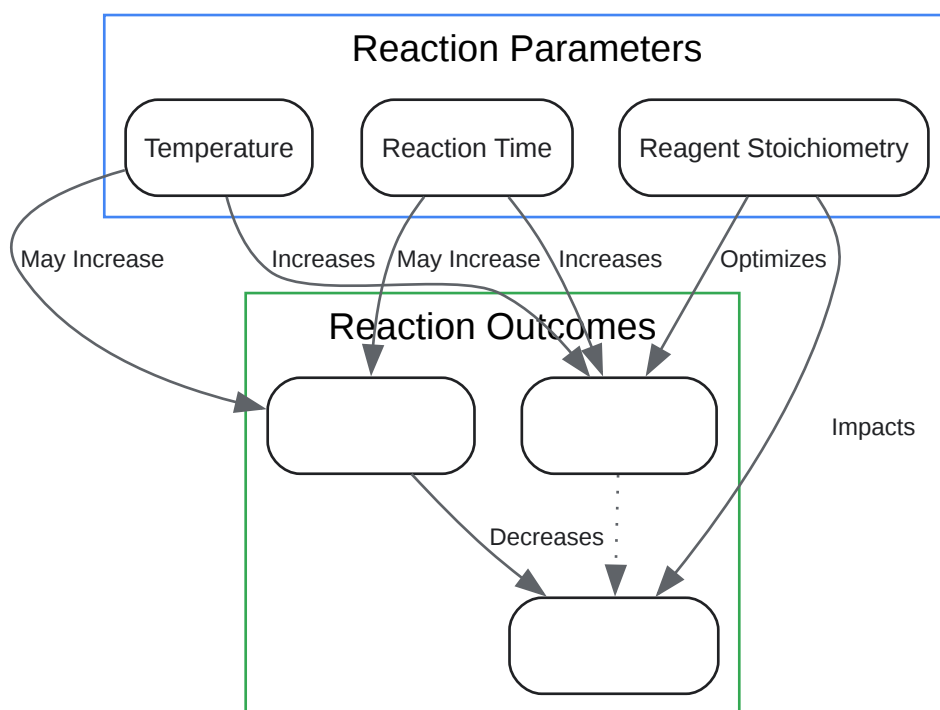 Reaction Parameters
Temperature
Reaction Time
Reagent Stoichiometry
May Increase
Increases
May Increase
Increases
Optimizes
Reaction Outcomes
Impacts
Decreases